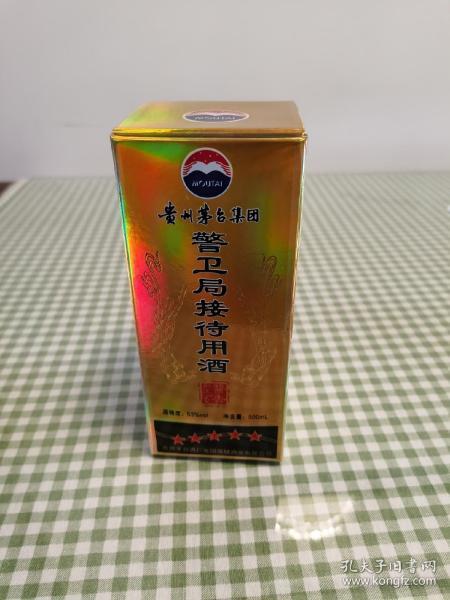 MOUTAI
MOUTAI
贵州茅台集团
警卫局接待用酒
酒精度：53%vol 净含量：500mL
孔夫子旧书网
www.kongfz.com